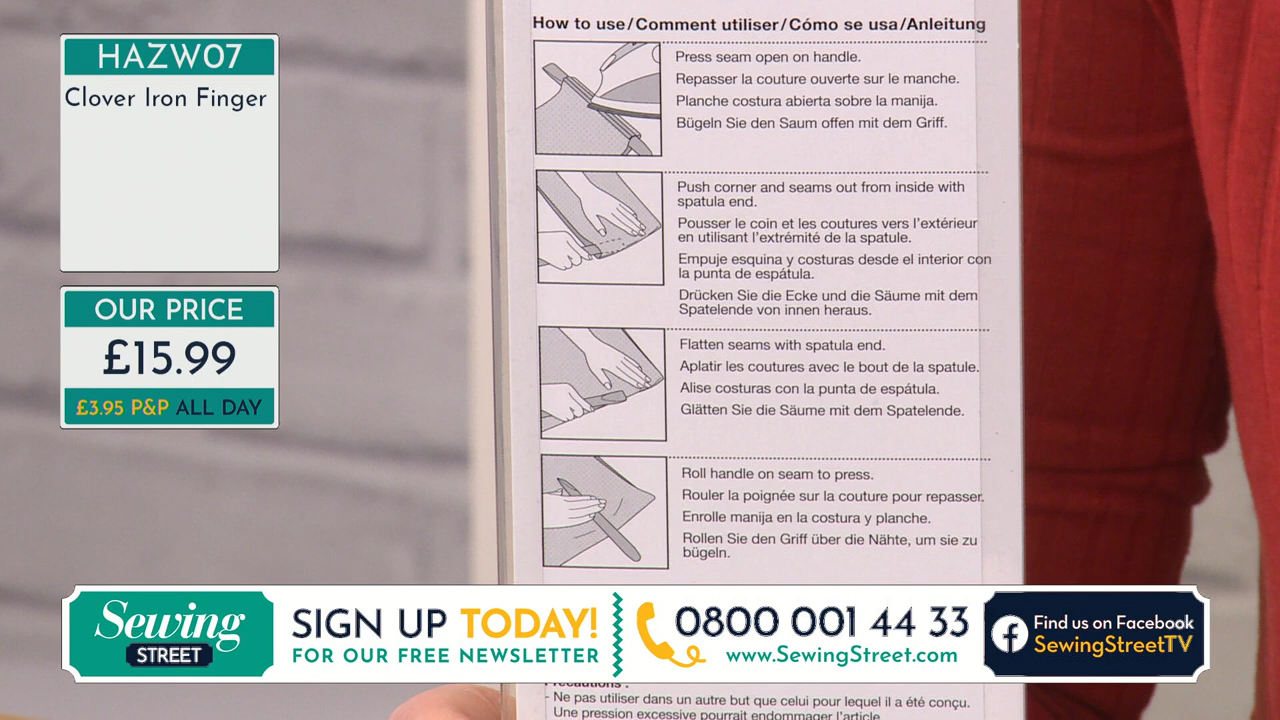 HAZW07
Clover Iron Finger
OUR PRICE
£15.99
£3.95 P&P ALL DAY
How to use/Comment utiliser/Cómo se usa/Anleitung
Press seam open on handle.
Repasser la couture ouverte sur le manche.
Planche costura abierta sobre la manija.
Bügeln Sie den Saum offen mit dem Griff.
Push corner and seams out from inside with
spatula end.
Pousser le coin et les coutures vers l'extérieur
en utilisant l'extrémité de la spatule.
Empuje esquina y costuras desde el interior con
la punta de espátula.
Drücken Sie die Ecke und die Säume mit dem
Spatelende von innen heraus.
Flatten seams with spatula end.
Aplatir les coutures avec le bout de la spatule.
Alise costuras con la punta de espátula.
Glätten Sie die Säume mit dem Spatelende.
Roll handle on seam to press.
Rouler la poignée sur la couture pour repasser.
Enrolle manija en la costura y planche.
Rollen Sie den Griff über die Nähte, um sie zu
bügeln.
Sewing
STREET
SIGN UP TODAY!
FOR OUR FREE NEWSLETTER
0800 001 44 33
www.SewingStreet.com
Find us on Facebook
SewingStreetTV
Précautions :
- Ne pas utiliser dans un autre but que celui pour lequel il a été conçu.
Une pression excessive pourrait endommager l'article